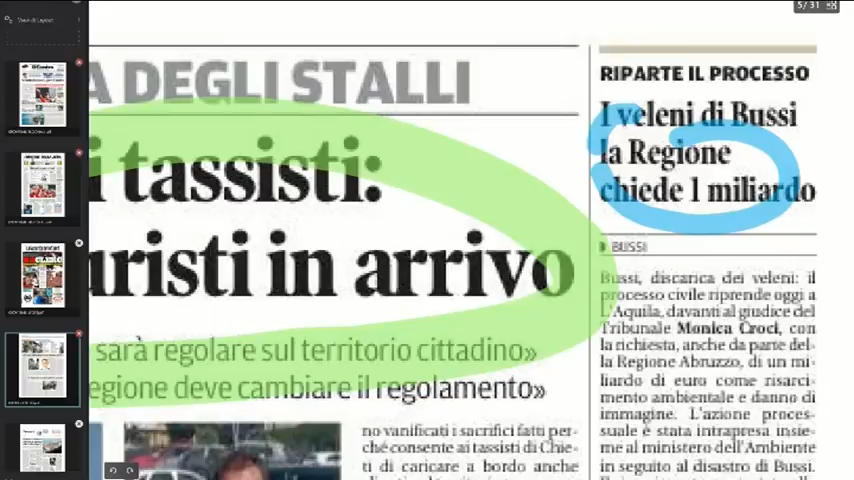 5/31
A DEGLI STALLI
i tassisti:
uristi in arrivo
sarà regolare sul territorio cittadino»
egione deve cambiare il regolamento»
no vanificati i sacrifici fatti per-
ché consente ai tassisti di Chie-
ti di caricare a bordo anche
RIPARTE IL PROCESSO
I veleni di Bussi
la Regione
chiede 1 miliardo
BUSSI
Bussi, discarica dei veleni: il
processo civile riprende oggi a
L'Aquila, davanti al giudice del
Tribunale Monica Croci, con
la richiesta, anche da parte del-
la Regione Abruzzo, di un mi-
liardo di euro come risarci-
mento ambientale e danno di
immagine. L'azione proces-
suale è stata intrapresa insie-
me al ministero dell'Ambiente
in seguito al disastro di Bussi.